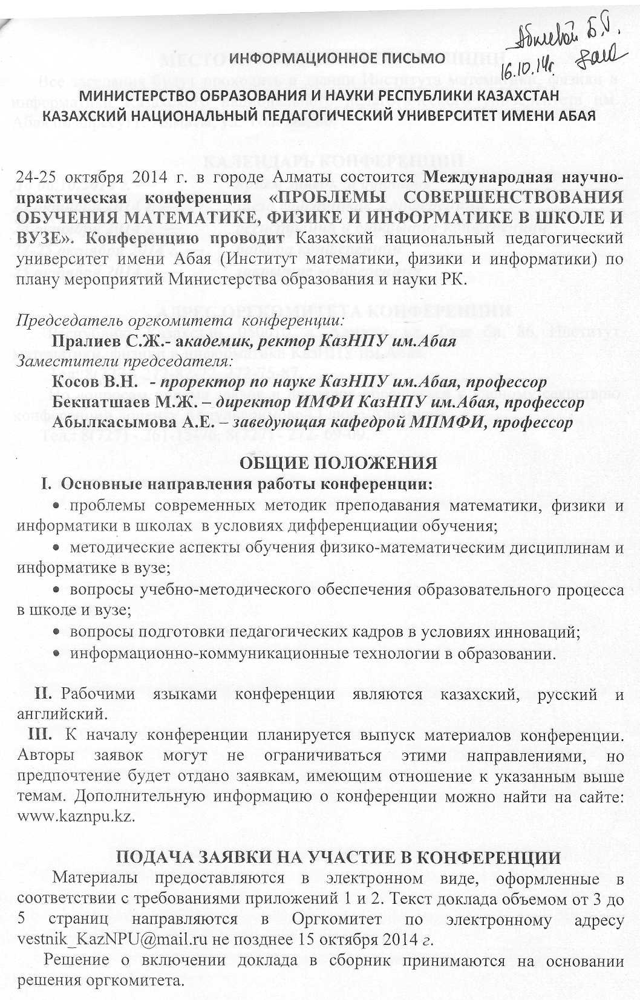 Абилевой Б.Г.
16.10.14г.
ИНФОРМАЦИОННОЕ ПИСЬМО
МИНИСТЕРСТВО ОБРАЗОВАНИЯ И НАУКИ РЕСПУБЛИКИ КАЗАХСТАН
КАЗАХСКИЙ НАЦИОНАЛЬНЫЙ ПЕДАГОГИЧЕСКИЙ УНИВЕРСИТЕТ ИМЕНИ АБАЯ
24-25 октября 2014 г. в городе Алматы состоится Международная научно-
практическая конференция «ПРОБЛЕМЫ СОВЕРШЕНСТВОВАНИЯ
ОБУЧЕНИЯ МАТЕМАТИКЕ, ФИЗИКЕ И ИНФОРМАТИКЕ В ШКОЛЕ И
ВУЗЕ». Конференцию проводит Казахский национальный педагогический
университет имени Абая (Институт математики, физики и информатики) по
плану мероприятий Министерства образования и науки РК.
Председатель оргкомитета конференции:
Пралиев С.Ж.- академик, ректор КазНПУ им.Абая
Заместители председателя:
Косов В.Н. - проректор по науке КазНПУ им.Абая, профессор
Бекпатшаев М.Ж. – директор ИМФИ КазНПУ им.Абая, профессор
Абылкасымова А.Е. – заведующая кафедрой МПМФИ, профессор
ОБЩИЕ ПОЛОЖЕНИЯ
I. Основные направления работы конференции:
• проблемы современных методик преподавания математики, физики и
информатики в школах в условиях дифференциации обучения;
• методические аспекты обучения физико-математическим дисциплинам и
информатике в вузе;
• вопросы учебно-методического обеспечения образовательного процесса
в школе и вузе;
• вопросы подготовки педагогических кадров в условиях инноваций;
• информационно-коммуникационные технологии в образовании.
II. Рабочими языками конференции являются казахский, русский и
английский.
III. К началу конференции планируется выпуск материалов конференции.
Авторы заявок могут не ограничиваться этими направлениями, но
предпочтение будет отдано заявкам, имеющим отношение к указанным выше
темам. Дополнительную информацию о конференции можно найти на сайте:
www.kaznpu.kz.
ПОДАЧА ЗАЯВКИ НА УЧАСТИЕ В КОНФЕРЕНЦИИ
Материалы предоставляются в электронном виде, оформленные в
соответствии с требованиями приложений 1 и 2. Текст доклада объемом от 3 до
5 страниц направляются в Оргкомитет по электронному адресу
vestnik_KazNPU@mail.ru не позднее 15 октября 2014 г.
Решение о включении доклада в сборник принимаются на основании
решения оргкомитета.